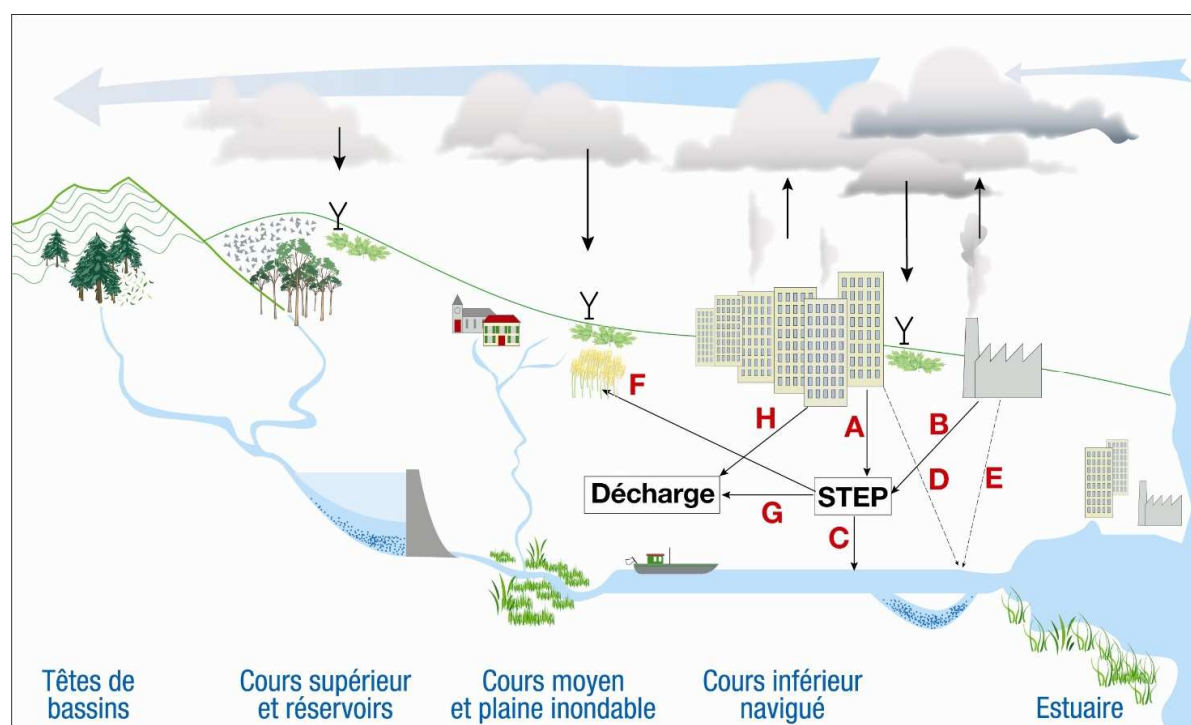 F
H
A
B
Décharge
STEP
D
E
G
C
Têtes de
bassins
Cours supérieur
et réservoirs
Cours moyen
et plaine inondable
Cours inférieur
navigué
Estuaire